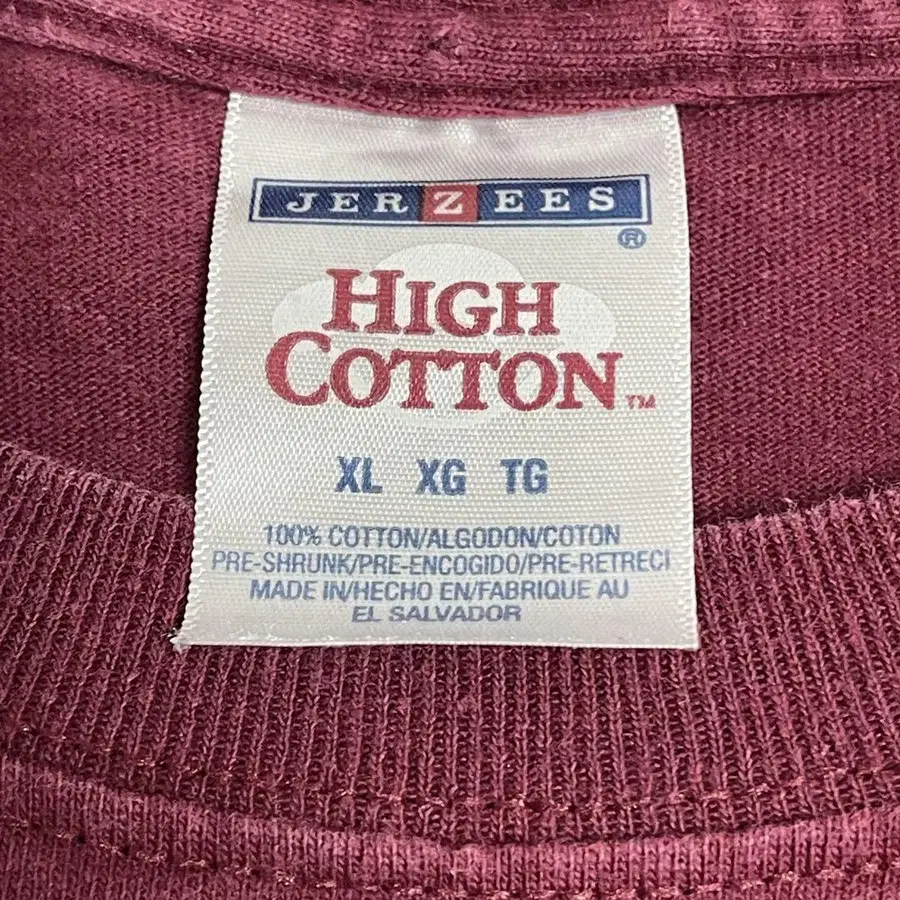 JERZEES
®
HIGH
COTTON™
XL XG TG
100% COTTON/ALGODON/COTON
PRE-SHRUNK/PRE-ENCOGIDO/PRE-RETRECI
MADE IN/HECHO EN/FABRIQUE AU
EL SALVADOR